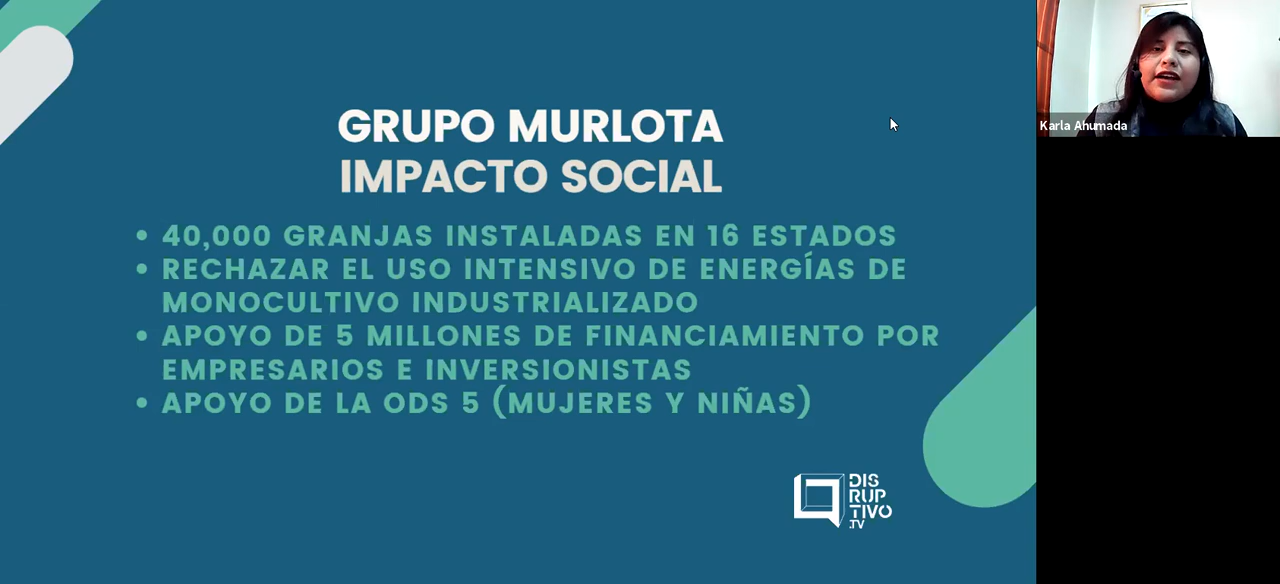 GRUPO MURLOTA
IMPACTO SOCIAL
• 40,000 GRANJAS INSTALADAS EN 16 ESTADOS
• RECHAZAR EL USO INTENSIVO DE ENERGÍAS DE
MONOCULTIVO INDUSTRIALIZADO
• APOYO DE 5 MILLONES DE FINANCIAMIENTO POR
EMPRESARIOS E INVERSIONISTAS
• APOYO DE LA ODS 5 (MUJERES Y NIÑAS)
DIS
RUP
TIVO
.TV
Karla Ahumada